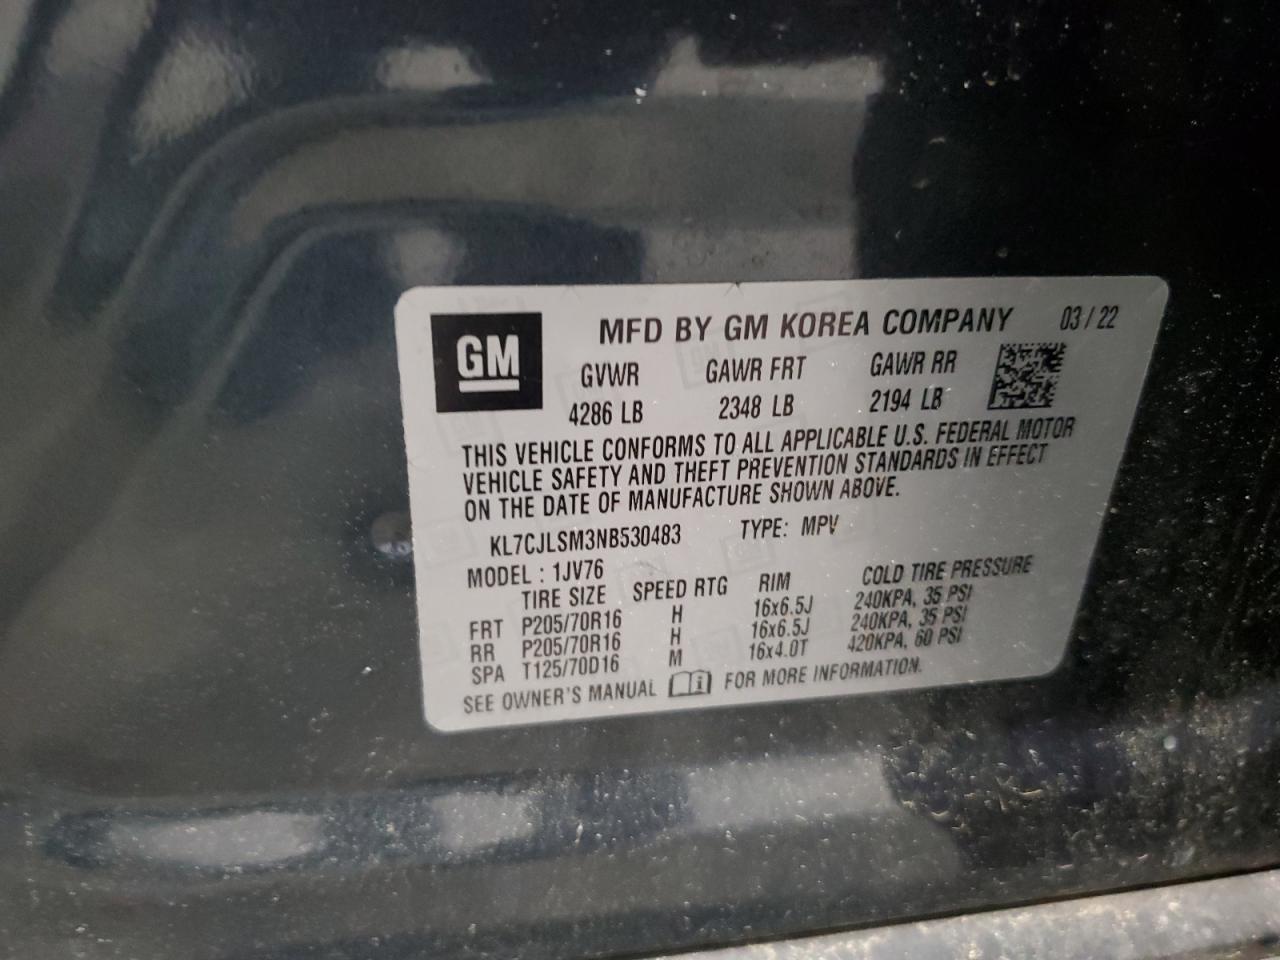 GM
MFD BY GM KOREA COMPANY 03/22
GVWR GAWR FRT GAWR RR
4286 LB 2348 LB 2194 LB
THIS VEHICLE CONFORMS TO ALL APPLICABLE U.S. FEDERAL MOTOR
VEHICLE SAFETY AND THEFT PREVENTION STANDARDS IN EFFECT
ON THE DATE OF MANUFACTURE SHOWN ABOVE.
KL7CJLSM3NB530483 TYPE: MPV
MODEL : 1JV76
TIRE SIZE SPEED RTG RIM COLD TIRE PRESSURE
FRT P205/70R16 H 16x6.5J 240KPA, 35 PSI
RR P205/70R16 H 16x6.5J 240KPA, 35 PSI
SPA T125/70D16 M 16x4.0T 420KPA, 60 PSI
SEE OWNER'S MANUAL i FOR MORE INFORMATION.